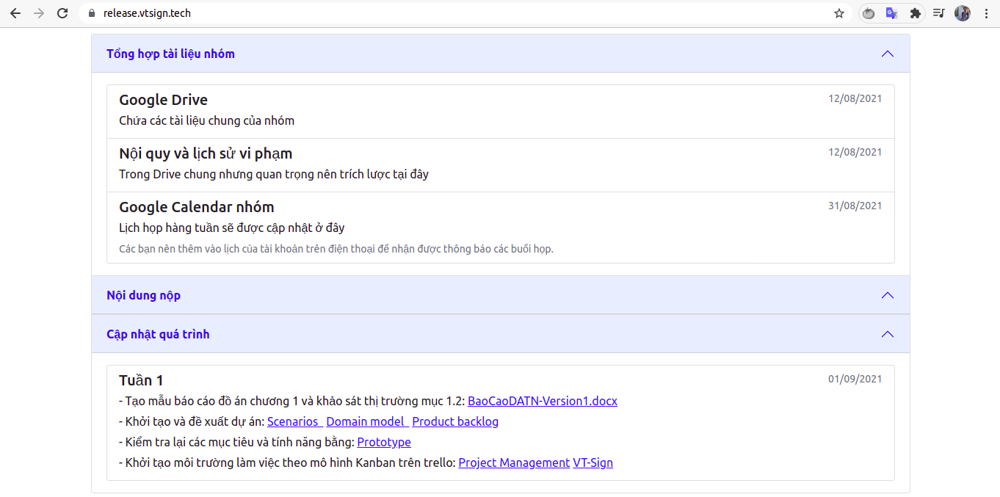 release.vtsign.tech
Tổng hợp tài liệu nhóm
Google Drive
12/08/2021
Chứa các tài liệu chung của nhóm
Nội quy và lịch sử vi phạm
12/08/2021
Trong Drive chung nhưng quan trọng nên trích lược tại đây
Google Calendar nhóm
31/08/2021
Lịch họp hàng tuần sẽ được cập nhật ở đây
Các bạn nên thêm vào lịch của tài khoản trên điện thoại để nhận được thông báo các buổi họp.
Nội dung nộp
Cập nhật quá trình
Tuần 1
01/09/2021
- Tạo mẫu báo cáo đồ án chương 1 và khảo sát thị trường mục 1.2: BaoCaoDATN-Version1.docx
- Khởi tạo và đề xuất dự án: Scenarios Domain model Product backlog
- Kiểm tra lại các mục tiêu và tính năng bằng: Prototype
- Khởi tạo môi trường làm việc theo mô hình Kanban trên trello: Project Management VT-Sign